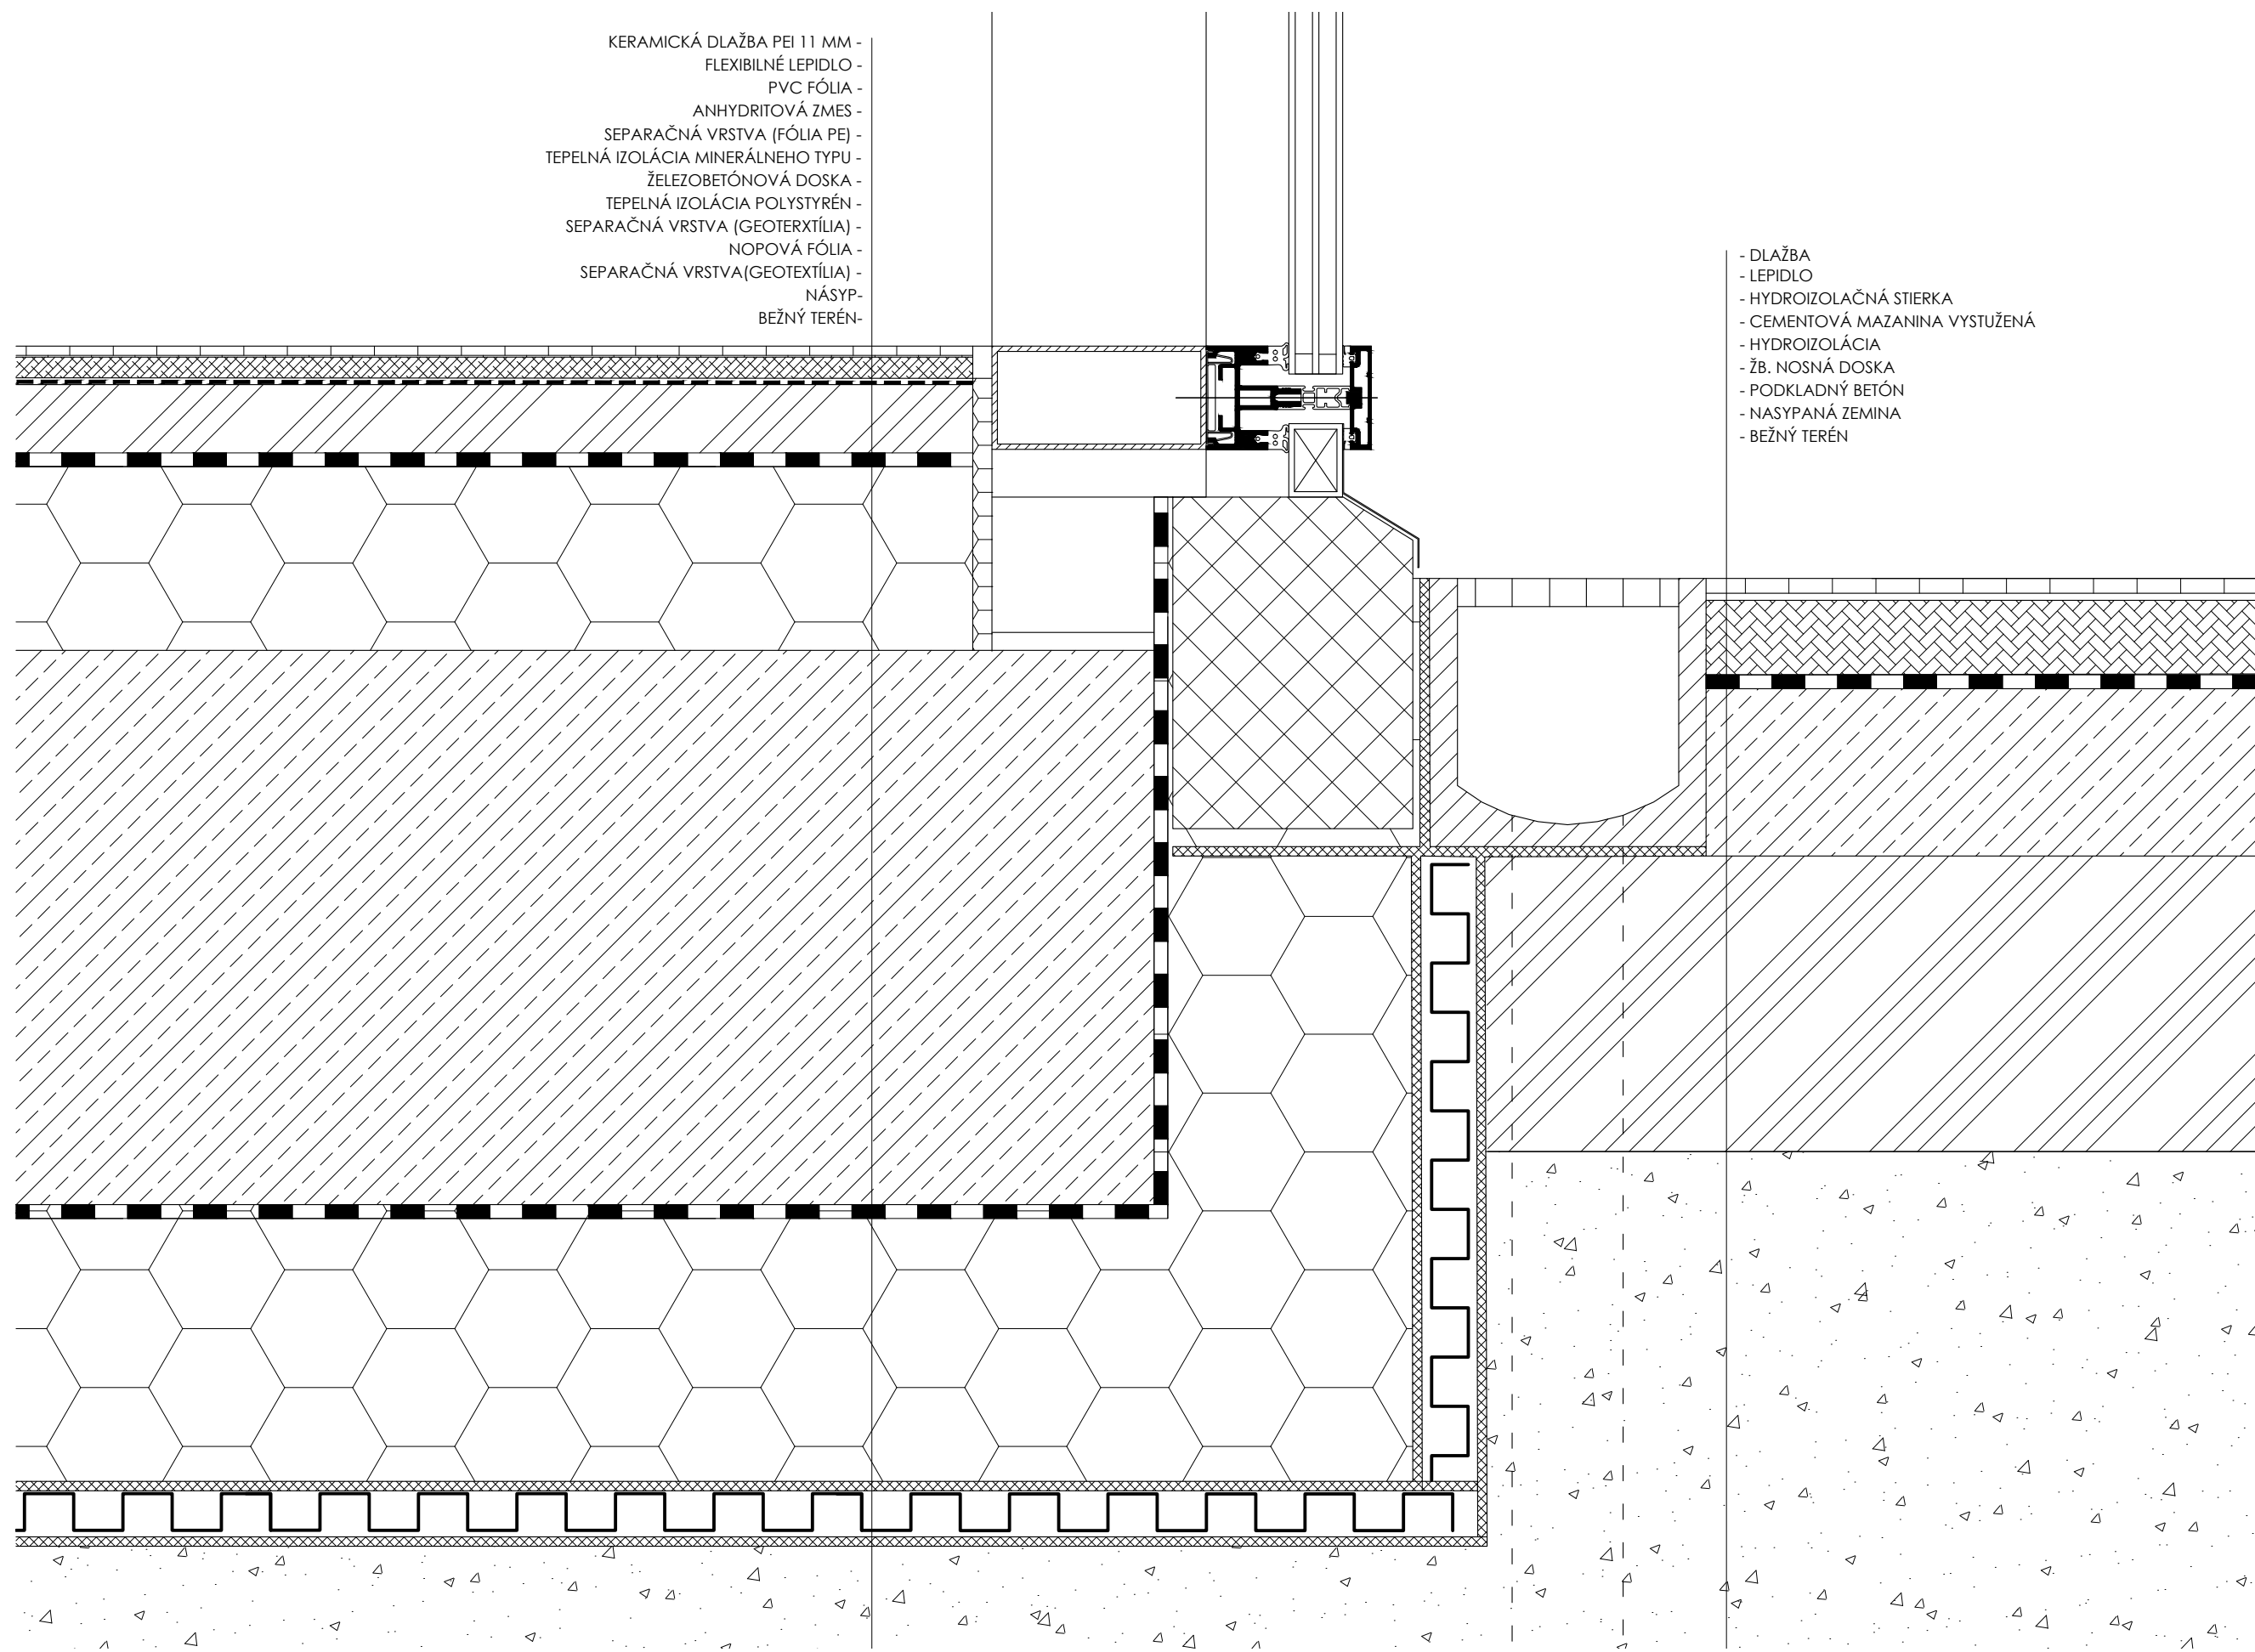 KERAMICKÁ DLAŽBA PEI 11 MM -
FLEXIBILNÉ LEPIDLO -
PVC FÓLIA -
ANHYDRITOVÁ ZMES -
SEPARAČNÁ VRSTVA (FÓLIA PE) -
TEPELNÁ IZOLÁCIA MINERÁLNEHO TYPU -
ŽELEZOBETÓNOVÁ DOSKA -
TEPELNÁ IZOLÁCIA POLYSTYRÉN -
SEPARAČNÁ VRSTVA (GEOTERXTÍLIA) -
NOPOVÁ FÓLIA -
SEPARAČNÁ VRSTVA(GEOTEXTÍLIA) -
NÁSYP-
BEŽNÝ TERÉN-
- DLAŽBA
- LEPIDLO
- HYDROIZOLAČNÁ STIERKA
- CEMENTOVÁ MAZANINA VYSTUŽENÁ
- HYDROIZOLÁCIA
- ŽB. NOSNÁ DOSKA
- PODKLADNÝ BETÓN
- NASYPANÁ ZEMINA
- BEŽNÝ TERÉN